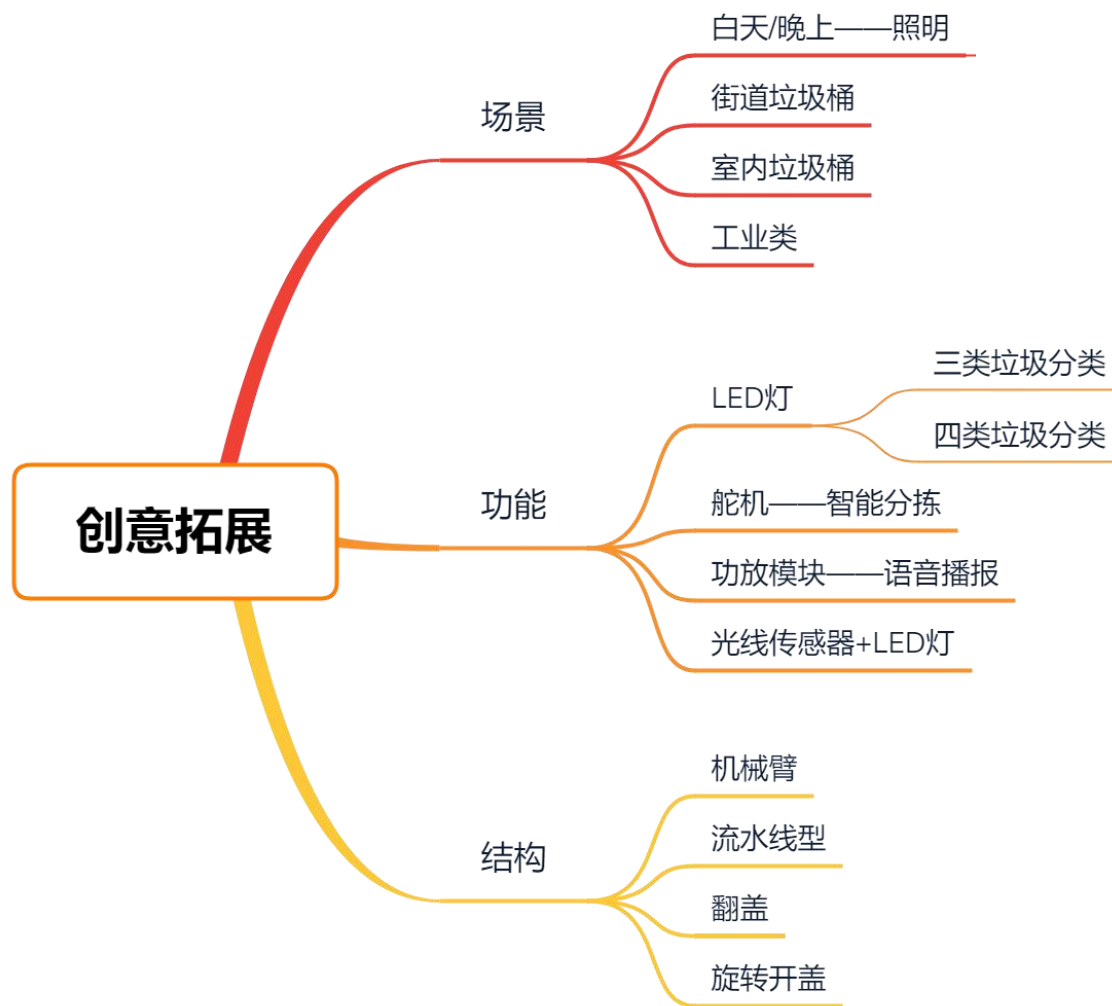 创意拓展
场景
白天/晚上——照明
街道垃圾桶
室内垃圾桶
工业类
功能
LED灯
三类垃圾分类
四类垃圾分类
舵机——智能分拣
功放模块——语音播报
光线传感器+LED灯
结构
机械臂
流水线型
翻盖
旋转开盖